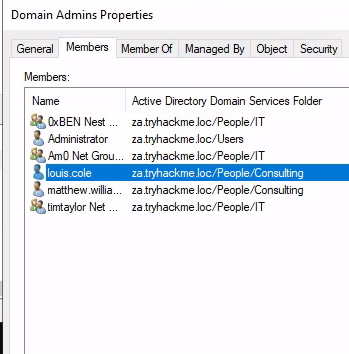 Domain Admins Properties
General Members Member Of Managed By Object Security
Members:
Name Active Directory Domain Services Folder
0xBEN Nest ... za.tryhackme.loc/People/IT
Administrator za.tryhackme.loc/Users
Am0 Net Grou... za.tryhackme.loc/People/IT
louis.cole za.tryhackme.loc/People/Consulting
matthew.willia... za.tryhackme.loc/People/Consulting
timtaylor Net ... za.tryhackme.loc/People/IT